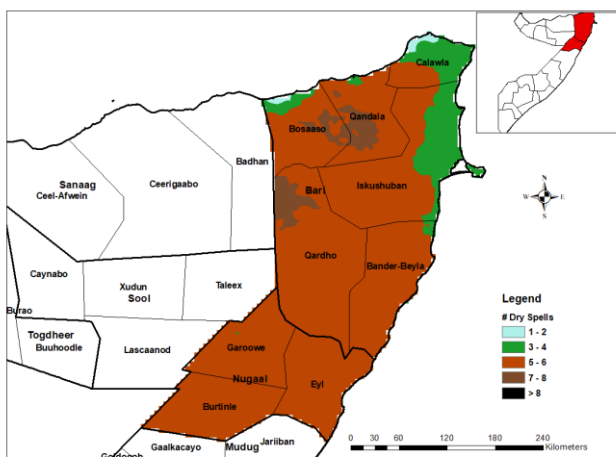 Calawla
Qandala
Bosaaso
Badhan
Sanaag
Ceerigaabo
Ceel-Afwein
Bari
Iskushuban
Qardho
Bander-Beyla
Caynabo
Xudun
Taleex
Sool
Burao
Togdheer
Buuhoodle
Lascaanod
Garoowe
Nugaal
Eyl
Burtinle
Jariiban
Gaalkacayo
Mudug
N
W E
S
Legend
# Dry Spells
1 - 2
3 - 4
5 - 6
7 - 8
> 8
0 15 30 60 120 180 240
Kilometers